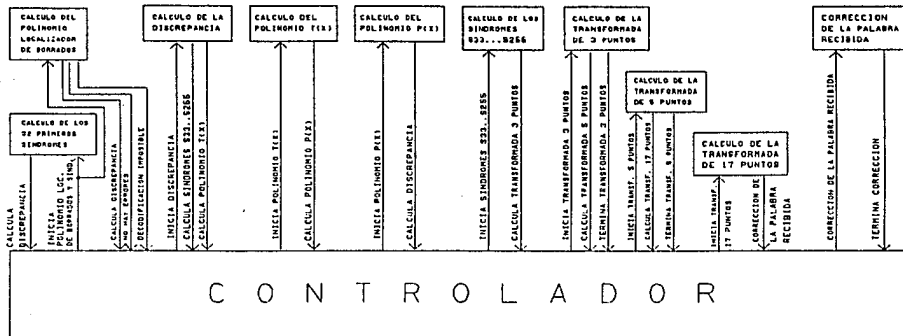 CALCULO DEL
POLINOMIO
LOCALIZADOR
DE BORRADOS
CALCULO DE LOS
32 PRIMEROS
SINDROMES
CALCULO DE LA
DISCREPANCIA
CALCULO DEL
POLINOMIO T(X)
CALCULO DEL
POLINOMIO P(X)
CALCULO DE LOS
SINDROMES
S33...S255
CALCULO DE LA
TRANSFORMADA
DE 3 PUNTOS
CALCULO DE LA
TRANSFORMADA
DE 5 PUNTOS
CALCULO DE LA
TRANSFORMADA
DE 17 PUNTOS
CORRECCION
DE LA PALABRA
RECIBIDA
CALCULA
DISCREPANCIA
INICIA
POLINOMIO LOC.
DE BORRADOS Y SIND.
CALCULA DISCREPANCIA
NO HAY ERRORES
DECODIFICACION IMPOSIBLE
INICIA DISCREPANCIA
CALCULA SINDROMES S33..S255
CALCULA POLINOMIO T(X)
INICIA POLINOMIO T(X)
CALCULA POLINOMIO P(X)
INICIA POLINOMIO P(X)
CALCULA DISCREPANCIA
INICIA SINDROMES S33...S255
CALCULA TRANSFORMADA 3 PUNTOS
INICIA TRANSFORMADA 3 PUNTOS
CALCULA TRANSFORMADA 5 PUNTOS
TERMINA TRANSFORMADA 3 PUNTOS
INICIA TRANSF. 5 PUNTOS
CALCULA TRANSF. 17 PUNTOS
TERMINA TRANSF. 5 PUNTOS
INICIA TRANSF.
17 PUNTOS
CORRECCION DE
LA PALABRA
RECIBIDA
CORRECCION DE LA PALABRA RECIBIDA
TERMINA CORRECCION
CONTROLADOR